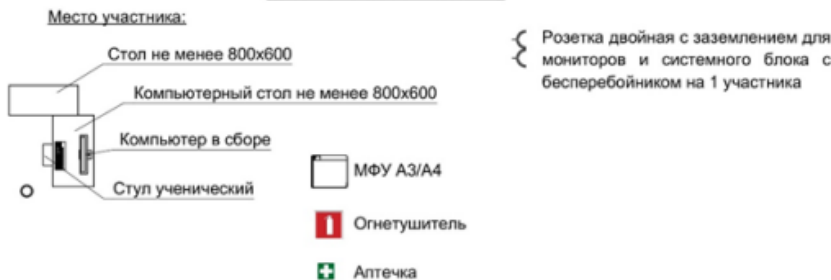 Место участника:
Стол не менее 800х600
Компьютерный стол не менее 800х600
Компьютер в сборе
Стул ученический
МФУ А3/А4
Огнетушитель
Аптечка
Розетка двойная с заземлением для
мониторов и системного блока с
бесперебойником на 1 участника